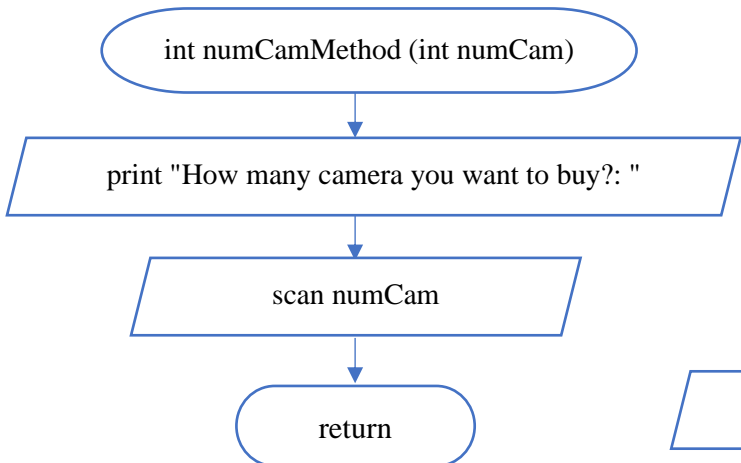 int numCamMethod (int numCam)
print "How many camera you want to buy?: "
scan numCam
return